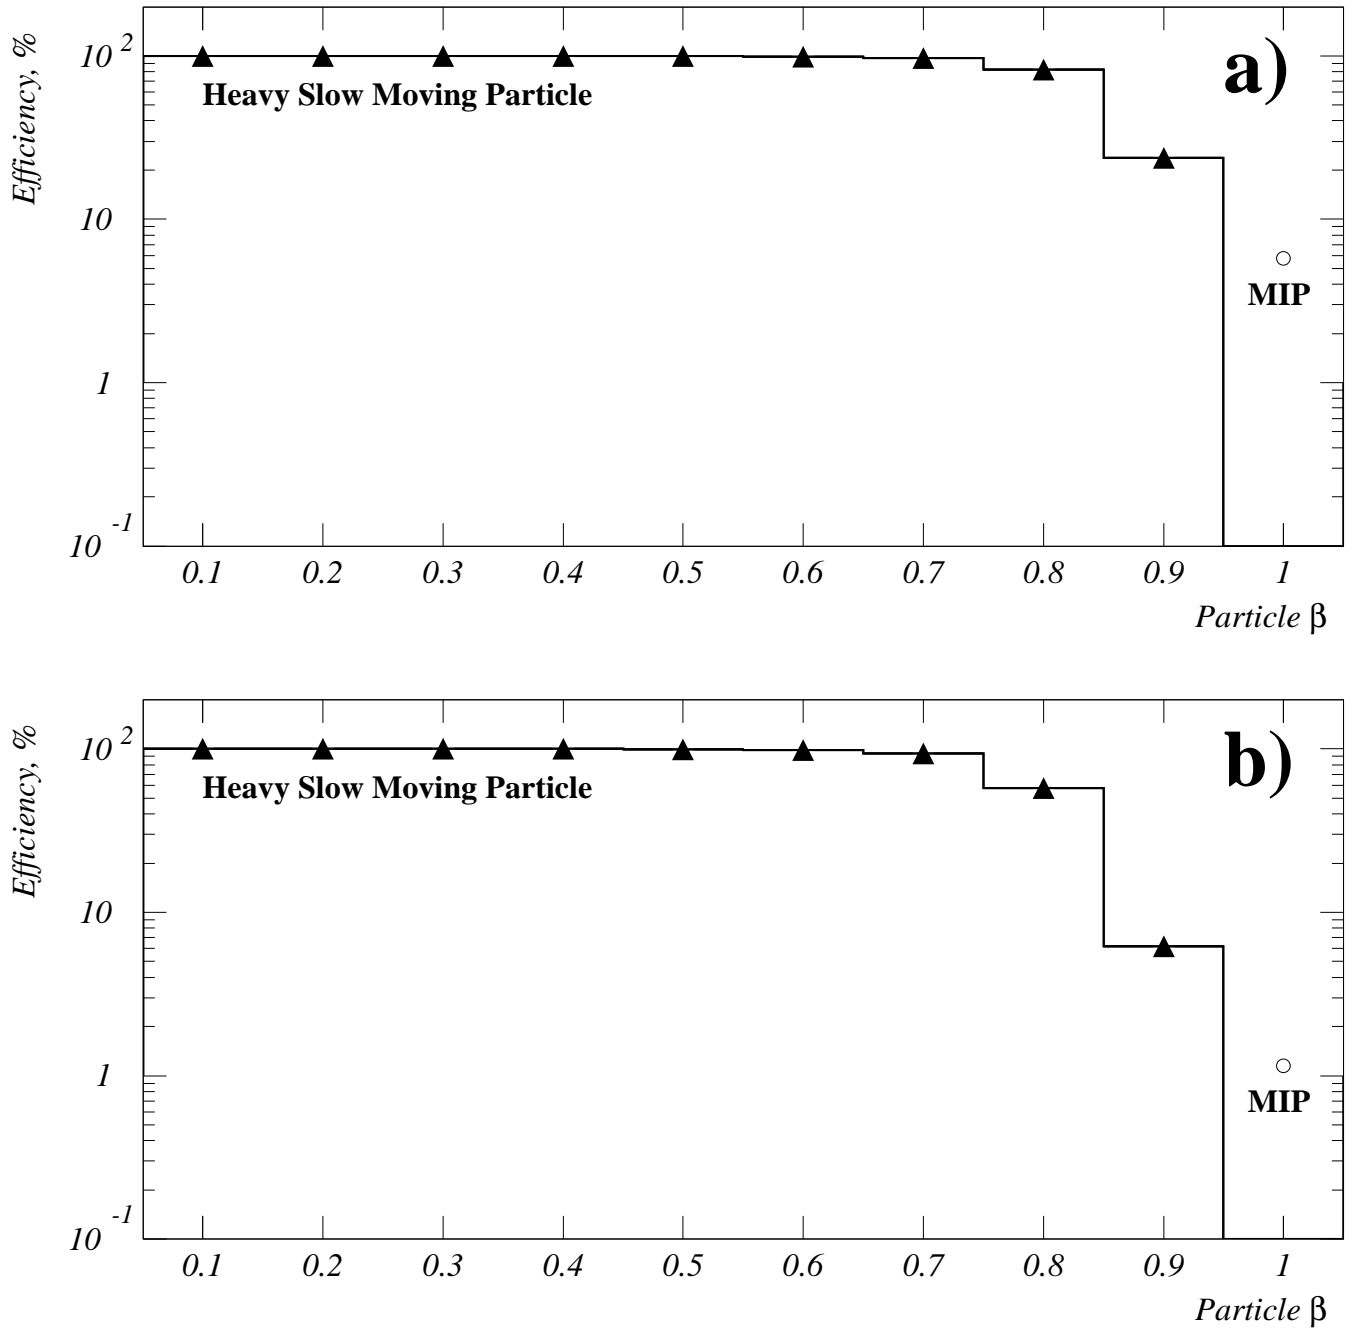 Efficiency, %
10 2
10
1
10 -1
a)
Heavy Slow Moving Particle
MIP
0.1 0.2 0.3 0.4 0.5 0.6 0.7 0.8 0.9 1
Particle β
Efficiency, %
10 2
10
1
10 -1
b)
Heavy Slow Moving Particle
MIP
0.1 0.2 0.3 0.4 0.5 0.6 0.7 0.8 0.9 1
Particle β